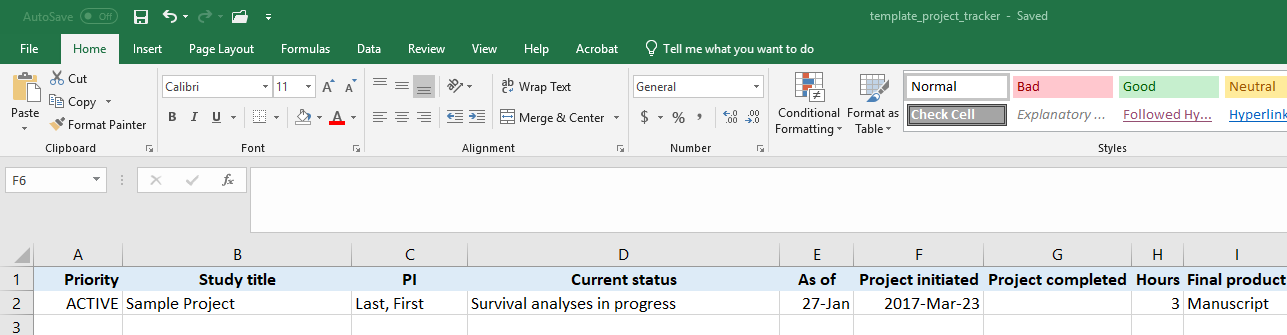 AutoSave Off template_project_tracker - Saved
File Home Insert Page Layout Formulas Data Review View Help Acrobat Tell me what you want to do
Paste Cut Copy Format Painter Clipboard
Calibri 11 A A B I U A Font
ab c Wrap Text Merge & Center Alignment
General $ % , .00 .0 Number
Conditional Formatting Format as Table
Normal Bad Good Neutral
Check Cell Explanatory ... Followed Hy... Hyperlink
Styles
F6 fx
A B C D E F G H I
1 Priority Study title PI Current status As of Project initiated Project completed Hours Final product
2 ACTIVE Sample Project Last, First Survival analyses in progress 27-Jan 2017-Mar-23 3 Manuscript
3